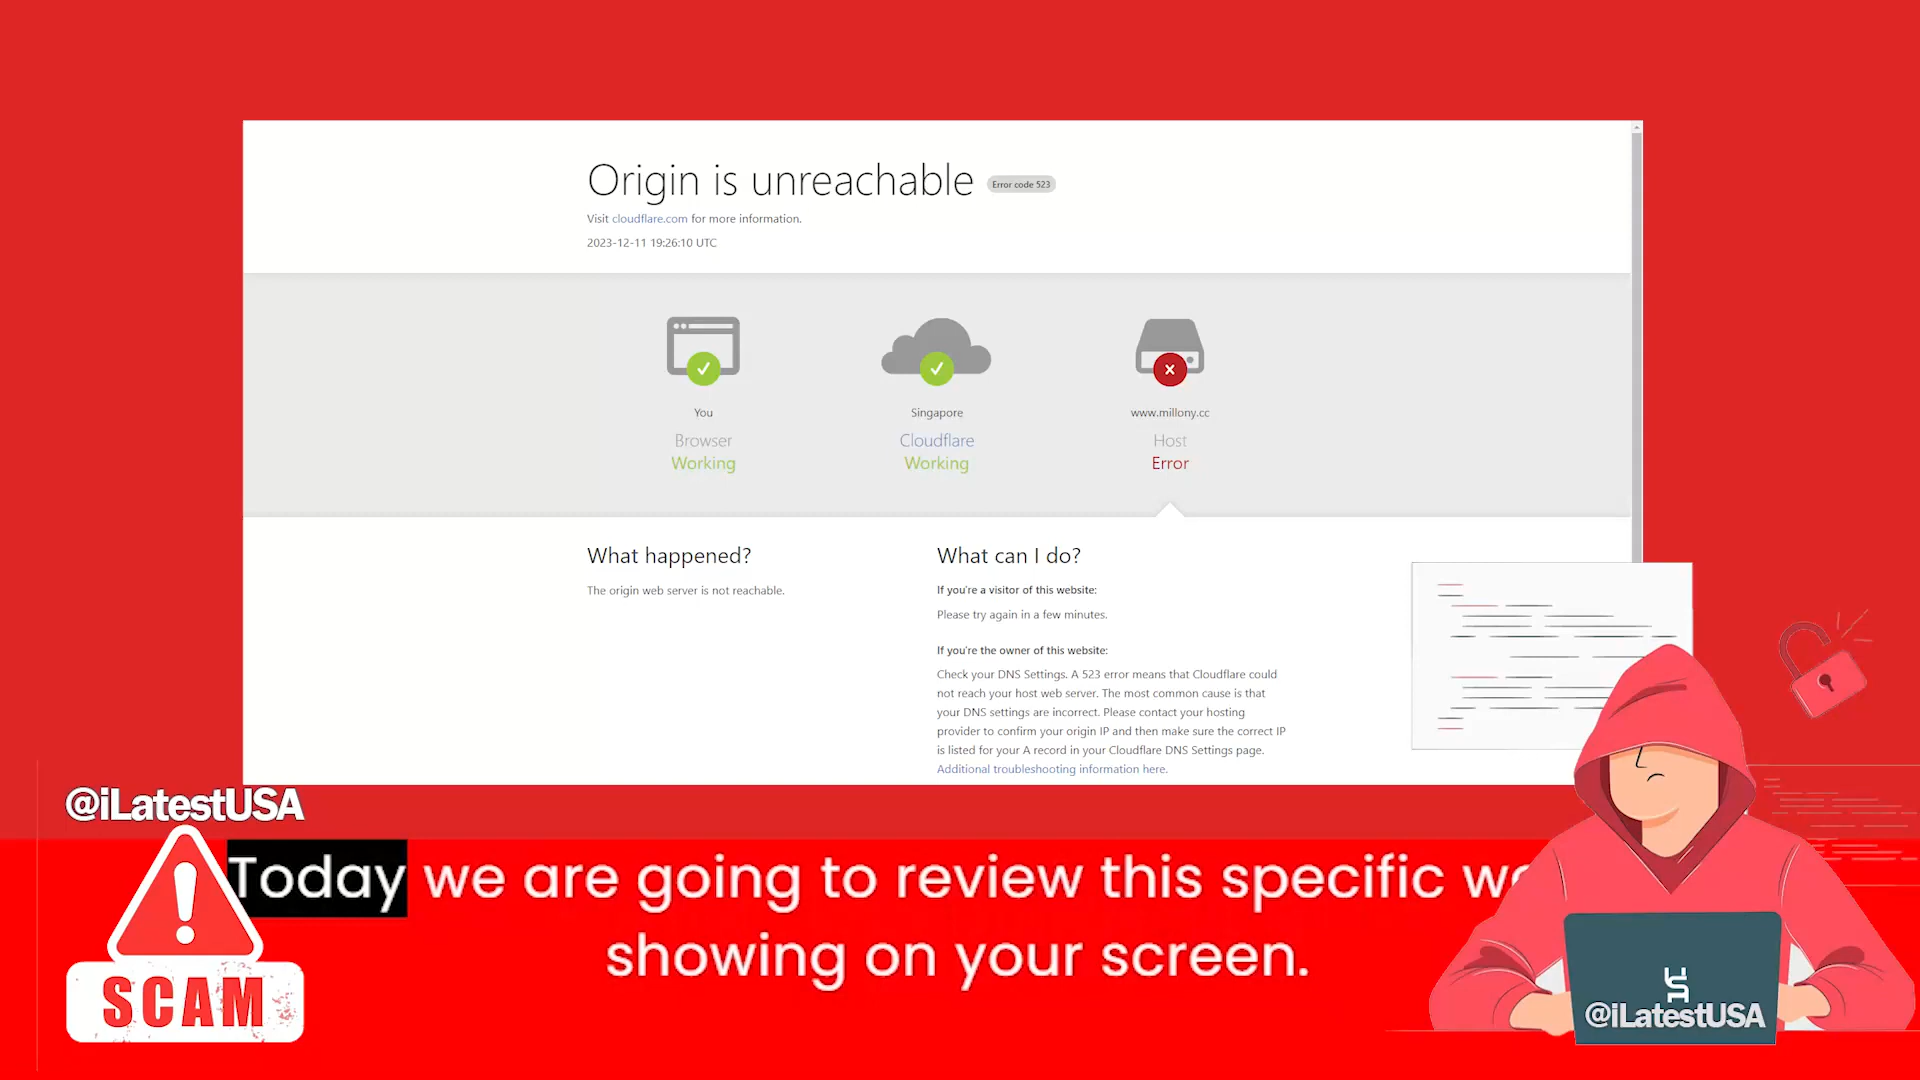 Origin is unreachable Error code 523
Visit cloudflare.com for more information.
2023-12-11 19:26:10 UTC
You
Browser
Working
Singapore
Cloudflare
Working
www.millony.cc
Host
Error
What happened?
The origin web server is not reachable.
What can I do?
If you're a visitor of this website:
Please try again in a few minutes.
If you're the owner of this website:
Check your DNS Settings. A 523 error means that Cloudflare could
not reach your host web server. The most common cause is that
your DNS settings are incorrect. Please contact your hosting
provider to confirm your origin IP and then make sure the correct IP
is listed for your A record in your Cloudflare DNS Settings page.
Additional troubleshooting information here.
@iLatestUSA
Today we are going to review this specific
showing on your screen.
SCAM
USA
@iLatestUSA